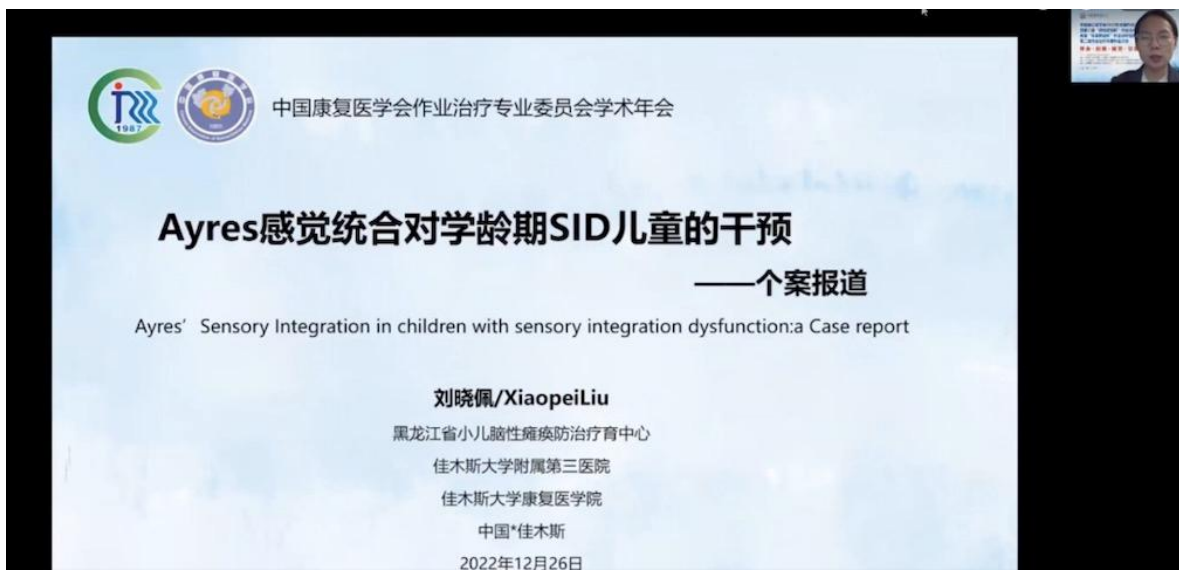 1987
中国康复医学会作业治疗专业委员会学术年会
Ayres感觉统合对学龄期SID儿童的干预
——个案报道
Ayres' Sensory Integration in children with sensory integration dysfunction:a Case report
刘晓佩/XiaopeiLiu
黑龙江省小儿脑性瘫痪防治疗育中心
佳木斯大学附属第三医院
佳木斯大学康复医学院
中国*佳木斯
2022年12月26日